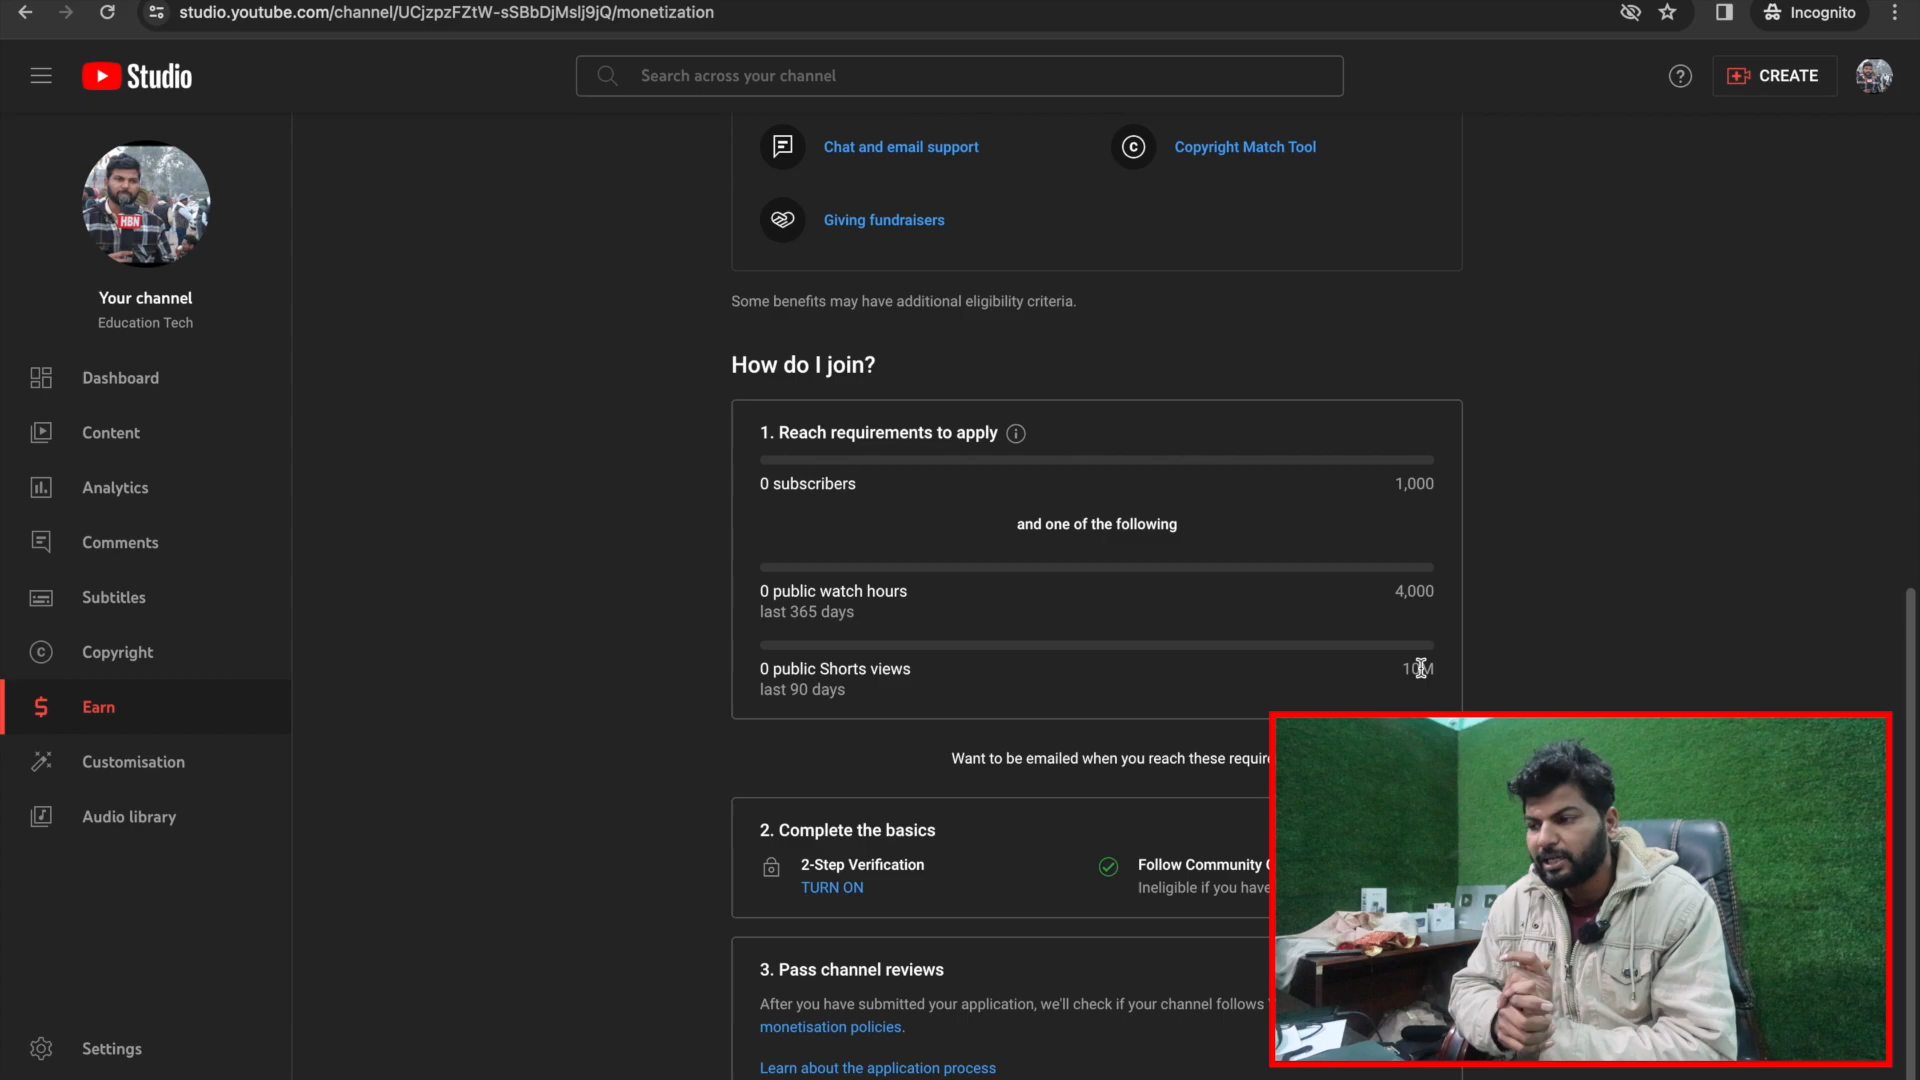 studio.youtube.com/channel/UCjzpzFZtW-sSBbDjMslj9jQ/monetization
Incognito
Studio
Search across your channel
CREATE
Chat and email support
Copyright Match Tool
Giving fundraisers
HBN
Your channel
Education Tech
Some benefits may have additional eligibility criteria.
How do I join?
Dashboard
Content
Analytics
Comments
Subtitles
Copyright
Earn
Customisation
Audio library
Settings
1. Reach requirements to apply
0 subscribers 1,000
and one of the following
0 public watch hours 4,000
last 365 days
0 public Shorts views 10M
last 90 days
Want to be emailed when you reach these require
2. Complete the basics
2-Step Verification
TURN ON
Follow Community
Ineligible if you have
3. Pass channel reviews
After you have submitted your application, we'll check if your channel follows
monetisation policies.
Learn about the application process